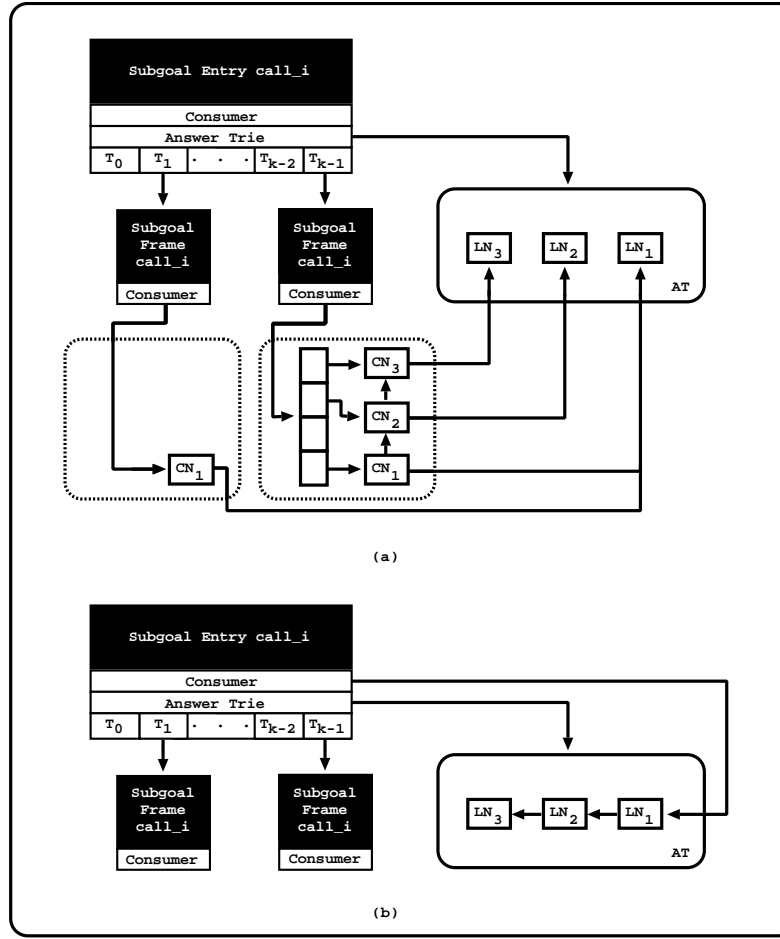 Subgoal Entry call_i
Consumer
Answer Trie
T0 T1 . . . Tk-2 Tk-1
Subgoal Frame call_i
Consumer
Subgoal Frame call_i
Consumer
LN3 LN2 LN1
AT
CN3
CN2
CN1
CN1
(a)
Subgoal Entry call_i
Consumer
Answer Trie
T0 T1 . . . Tk-2 Tk-1
Subgoal Frame call_i
Consumer
Subgoal Frame call_i
Consumer
LN3 LN2 LN1
AT
(b)